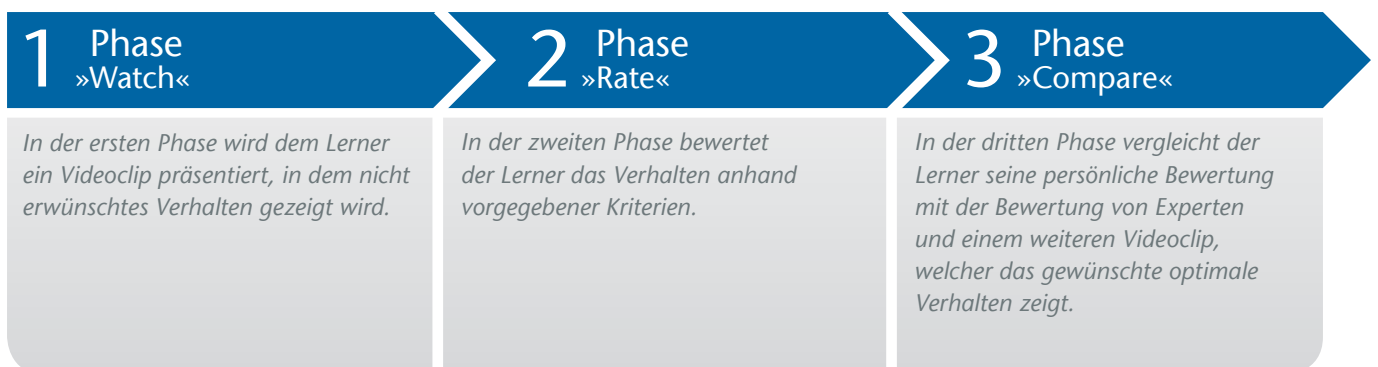 1 Phase
»Watch«
2 Phase
»Rate«
3 Phase
»Compare«
In der ersten Phase wird dem Lerner
ein Videoclip präsentiert, in dem nicht
erwünschtes Verhalten gezeigt wird.
In der zweiten Phase bewertet
der Lerner das Verhalten anhand
vorgegebener Kriterien.
In der dritten Phase vergleicht der
Lerner seine persönliche Bewertung
mit der Bewertung von Experten
und einem weiteren Videoclip,
welcher das gewünschte optimale
Verhalten zeigt.